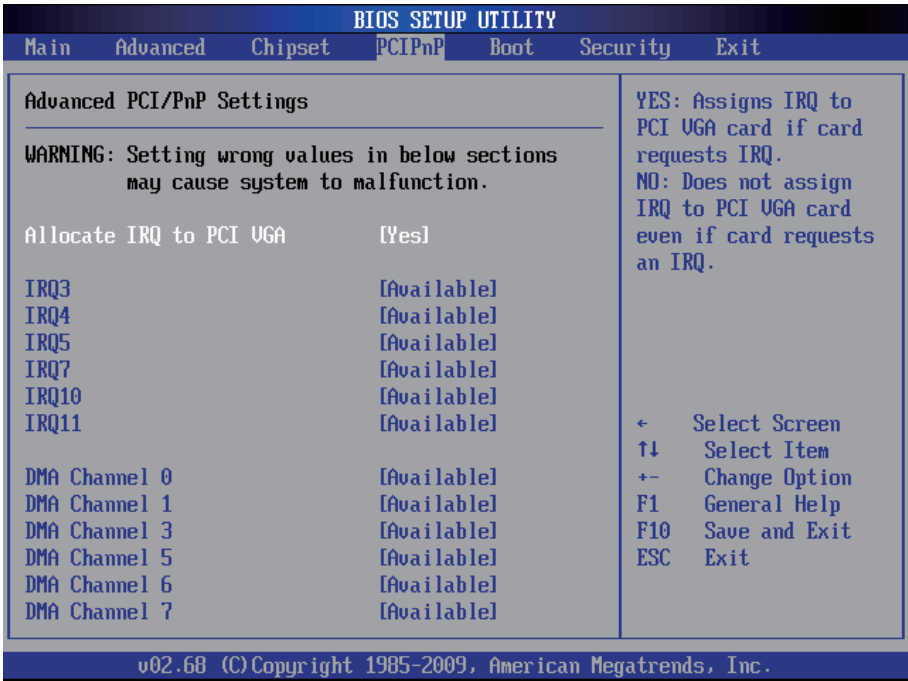 BIOS SETUP UTILITY
Main Advanced Chipset PCIPnP Boot Security Exit
Advanced PCI/PnP Settings
WARNING: Setting wrong values in below sections
may cause system to malfunction.
Allocate IRQ to PCI VGA [Yes]
IRQ3 [Available]
IRQ4 [Available]
IRQ5 [Available]
IRQ7 [Available]
IRQ10 [Available]
IRQ11 [Available]
DMA Channel 0 [Available]
DMA Channel 1 [Available]
DMA Channel 3 [Available]
DMA Channel 5 [Available]
DMA Channel 6 [Available]
DMA Channel 7 [Available]
YES: Assigns IRQ to
PCI VGA card if card
requests IRQ.
NO: Does not assign
IRQ to PCI VGA card
even if card requests
an IRQ.
← Select Screen
↑↓ Select Item
+- Change Option
F1 General Help
F10 Save and Exit
ESC Exit
v02.68 (C)Copyright 1985-2009, American Megatrends, Inc.